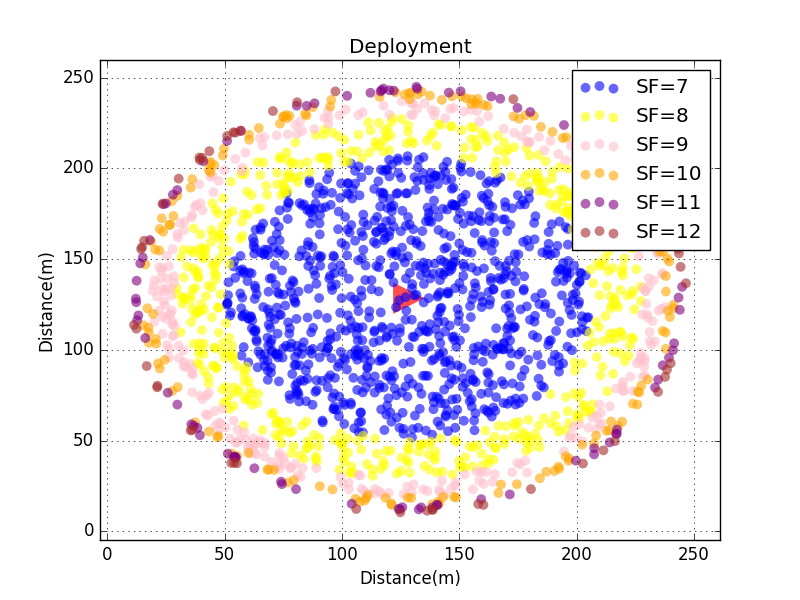 Deployment
SF=7
SF=8
SF=9
SF=10
SF=11
SF=12
Distance(m)
250
200
150
100
50
0
0 50 100 150 200 250
Distance(m)